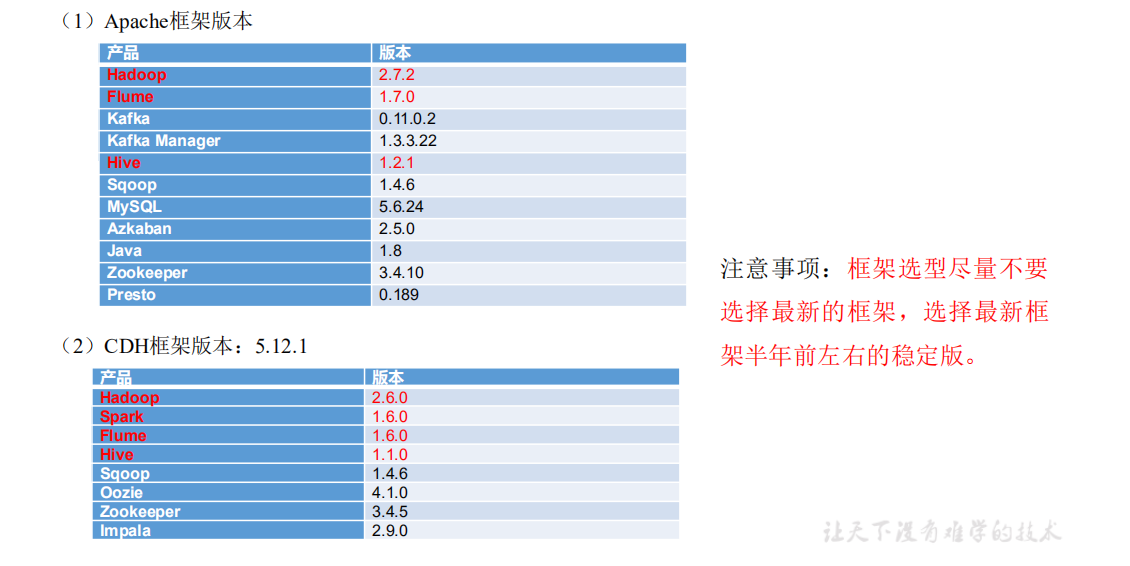 （1）Apache框架版本
产品 版本
Hadoop 2.7.2
Flume 1.7.0
Kafka 0.11.0.2
Kafka Manager 1.3.3.22
Hive 1.2.1
Sqoop 1.4.6
MySQL 5.6.24
Azkaban 2.5.0
Java 1.8
Zookeeper 3.4.10
Presto 0.189
（2）CDH框架版本：5.12.1
产品 版本
Hadoop 2.6.0
Spark 1.6.0
Flume 1.6.0
Hive 1.1.0
Sqoop 1.4.6
Oozie 4.1.0
Zookeeper 3.4.5
Impala 2.9.0
注意事项：框架选型尽量不要
选择最新的框架，选择最新框
架半年前左右的稳定版。
让天下没有难学的技术